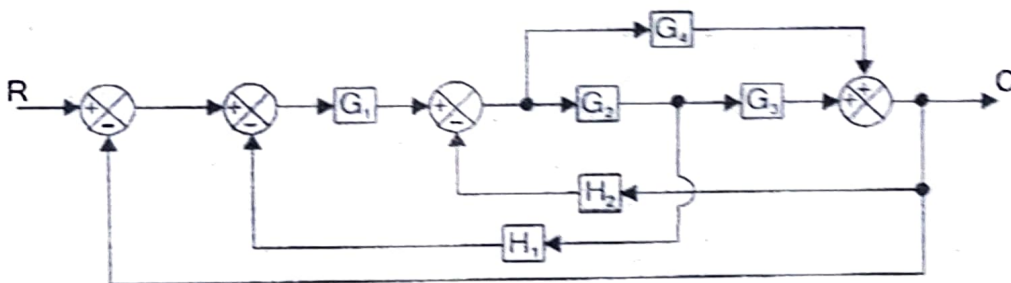 G₄
R + - + - G₁ + - G₂ G₃ + + C
H₂
H₁